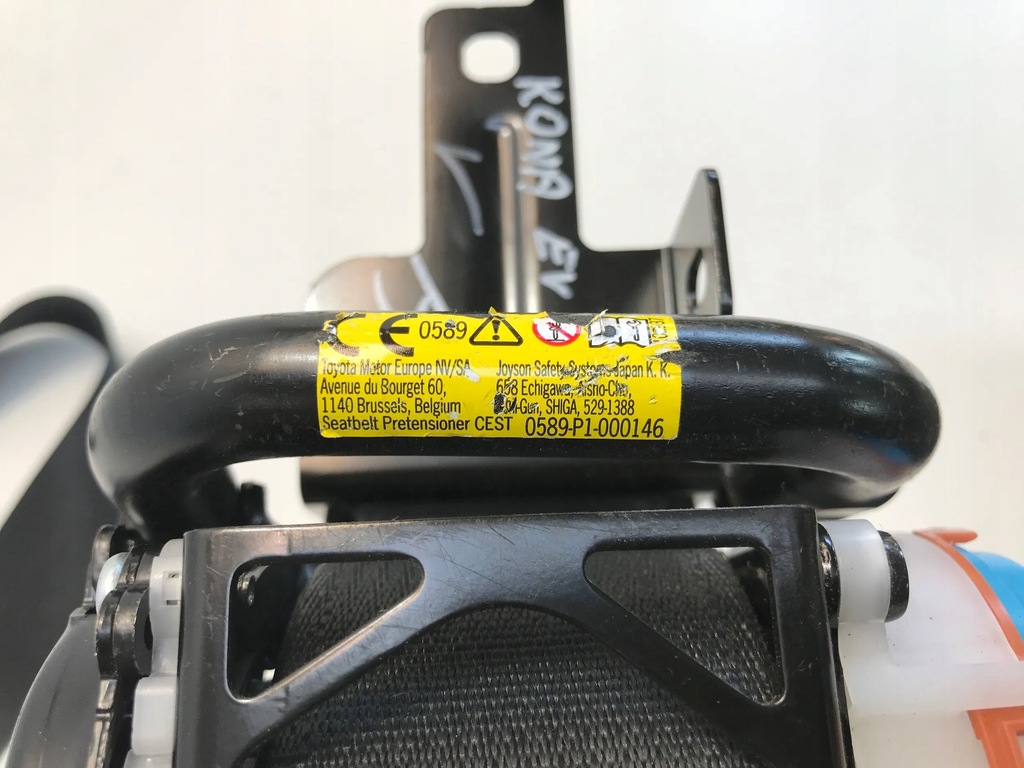 KONA EV
CE 0589
Toyota Motor Europe NV/SA
Avenue du Bourget 60,
1140 Brussels, Belgium
Joyson Safety Systems Japan K. K.
658 Echigawa, Aisho-Cho,
SHIGA, 529-1388
Seatbelt Pretensioner CEST 0589-P1-000146